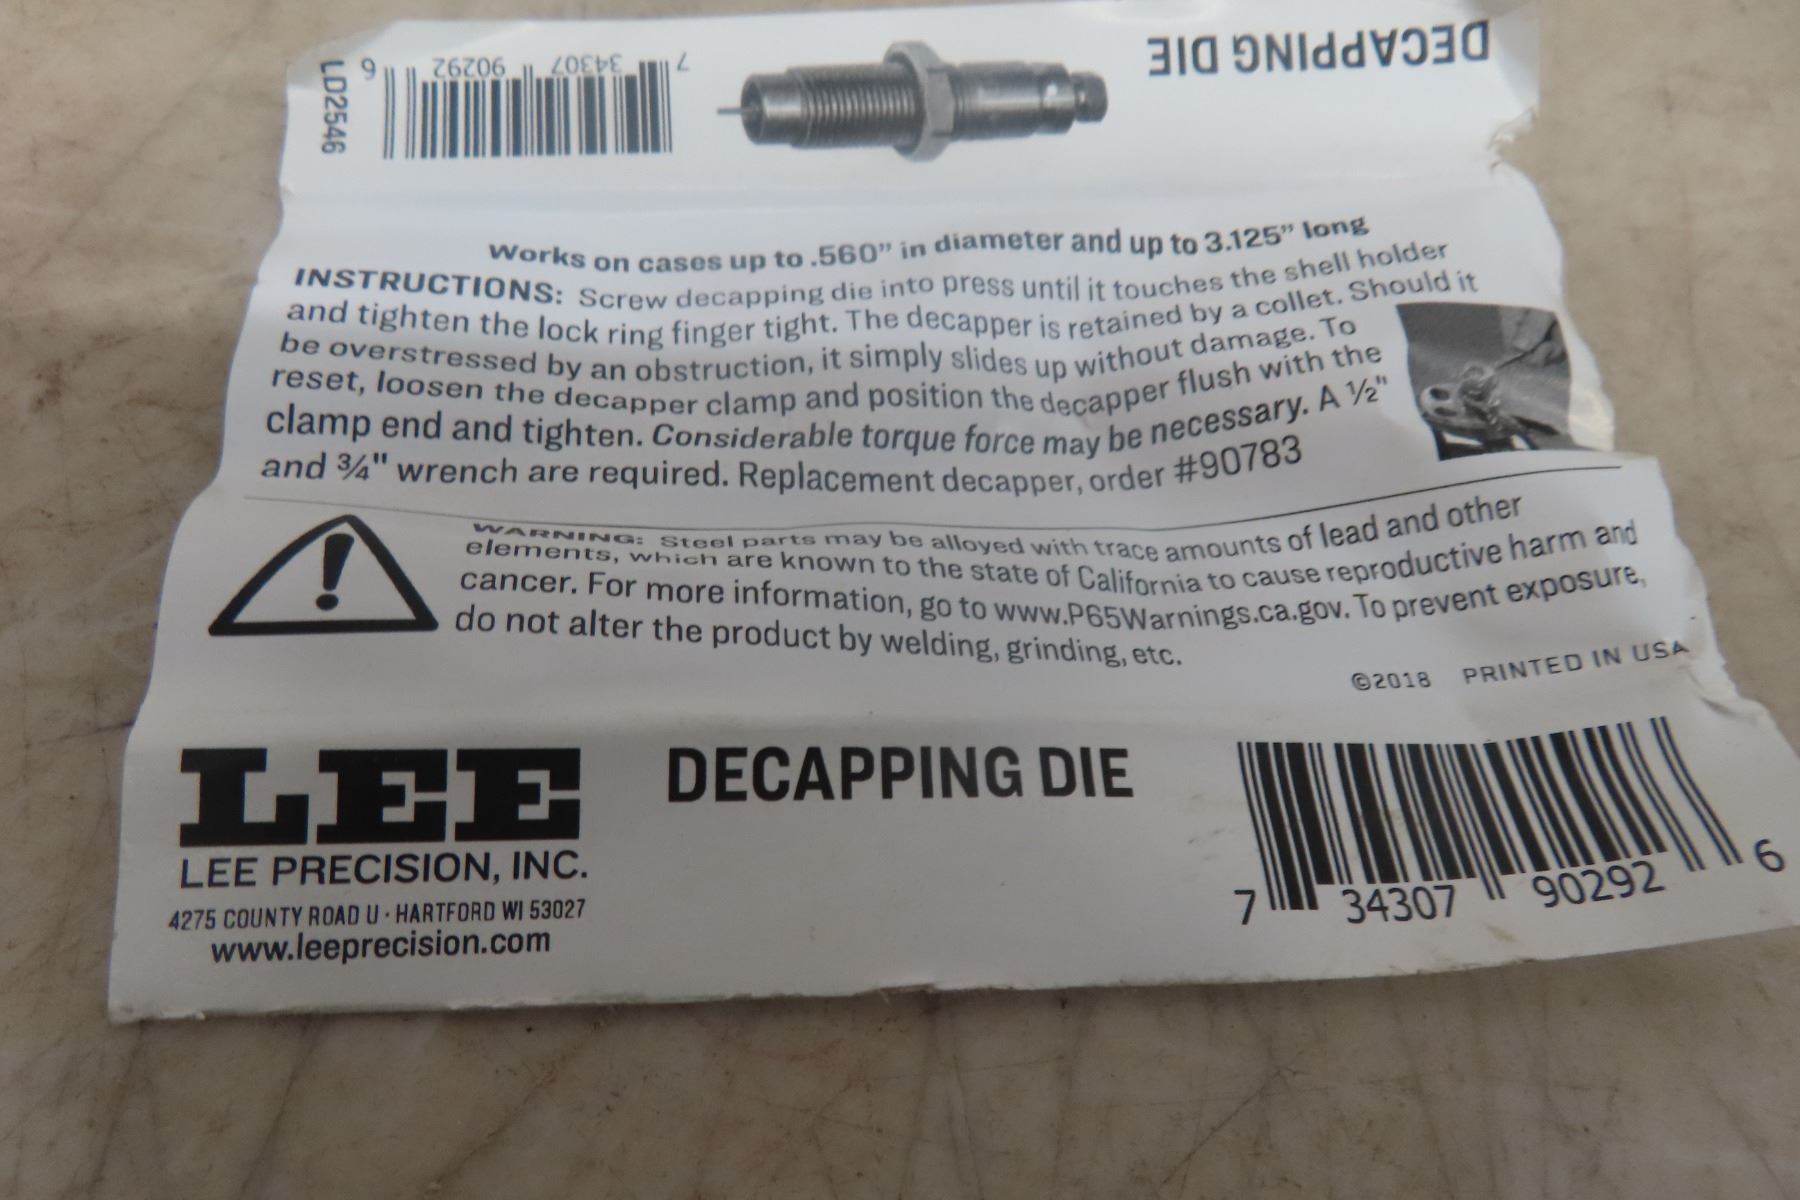 DECAPPING DIE
7 34307 90292 6
LD2546
Works on cases up to .560" in diameter and up to 3.125" long
INSTRUCTIONS: Screw decapping die into press until it touches the shell holder
and tighten the lock ring finger tight. The decapper is retained by a collet. Should it
be overstressed by an obstruction, it simply slides up without damage. To
reset, loosen the decapper clamp and position the decapper flush with the
clamp end and tighten. Considerable torque force may be necessary. A ½"
and ¾" wrench are required. Replacement decapper, order #90783
WARNING: Steel parts may be alloyed with trace amounts of lead and other
elements, which are known to the state of California to cause reproductive harm and
cancer. For more information, go to www.P65Warnings.ca.gov. To prevent exposure,
do not alter the product by welding, grinding, etc.
©2018 PRINTED IN USA
LEE
DECAPPING DIE
LEE PRECISION, INC.
4275 COUNTY ROAD U · HARTFORD WI 53027
www.leeprecision.com
7 34307 90292 6